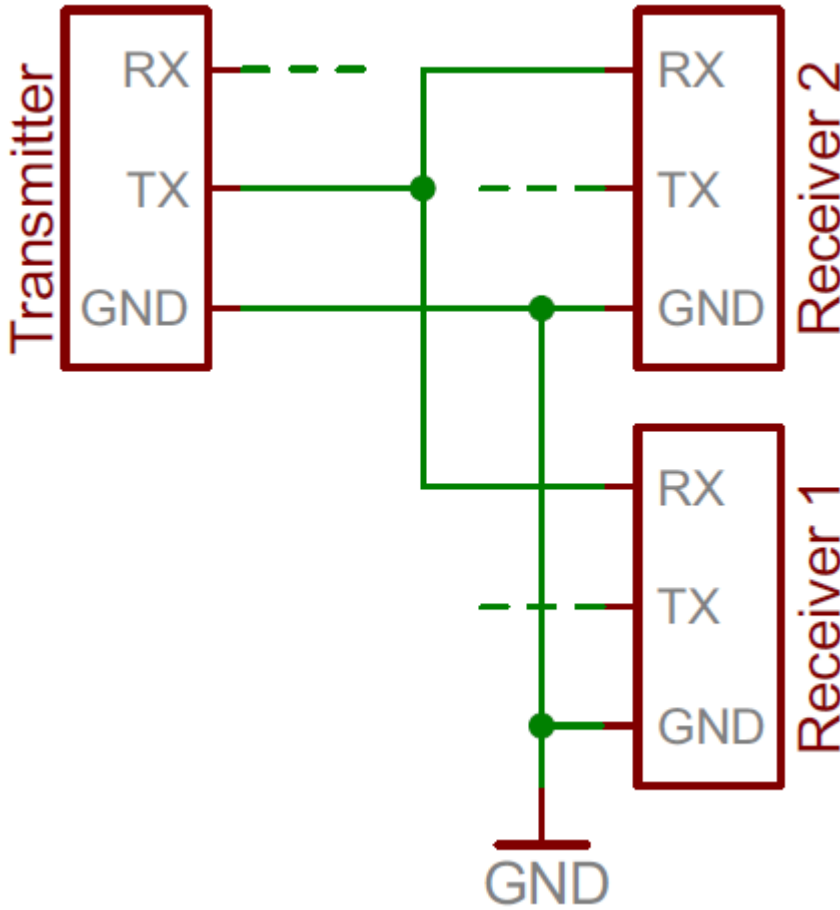 Transmitter
RX
TX
GND
RX
TX
GND
Receiver 2
RX
TX
GND
Receiver 1
GND